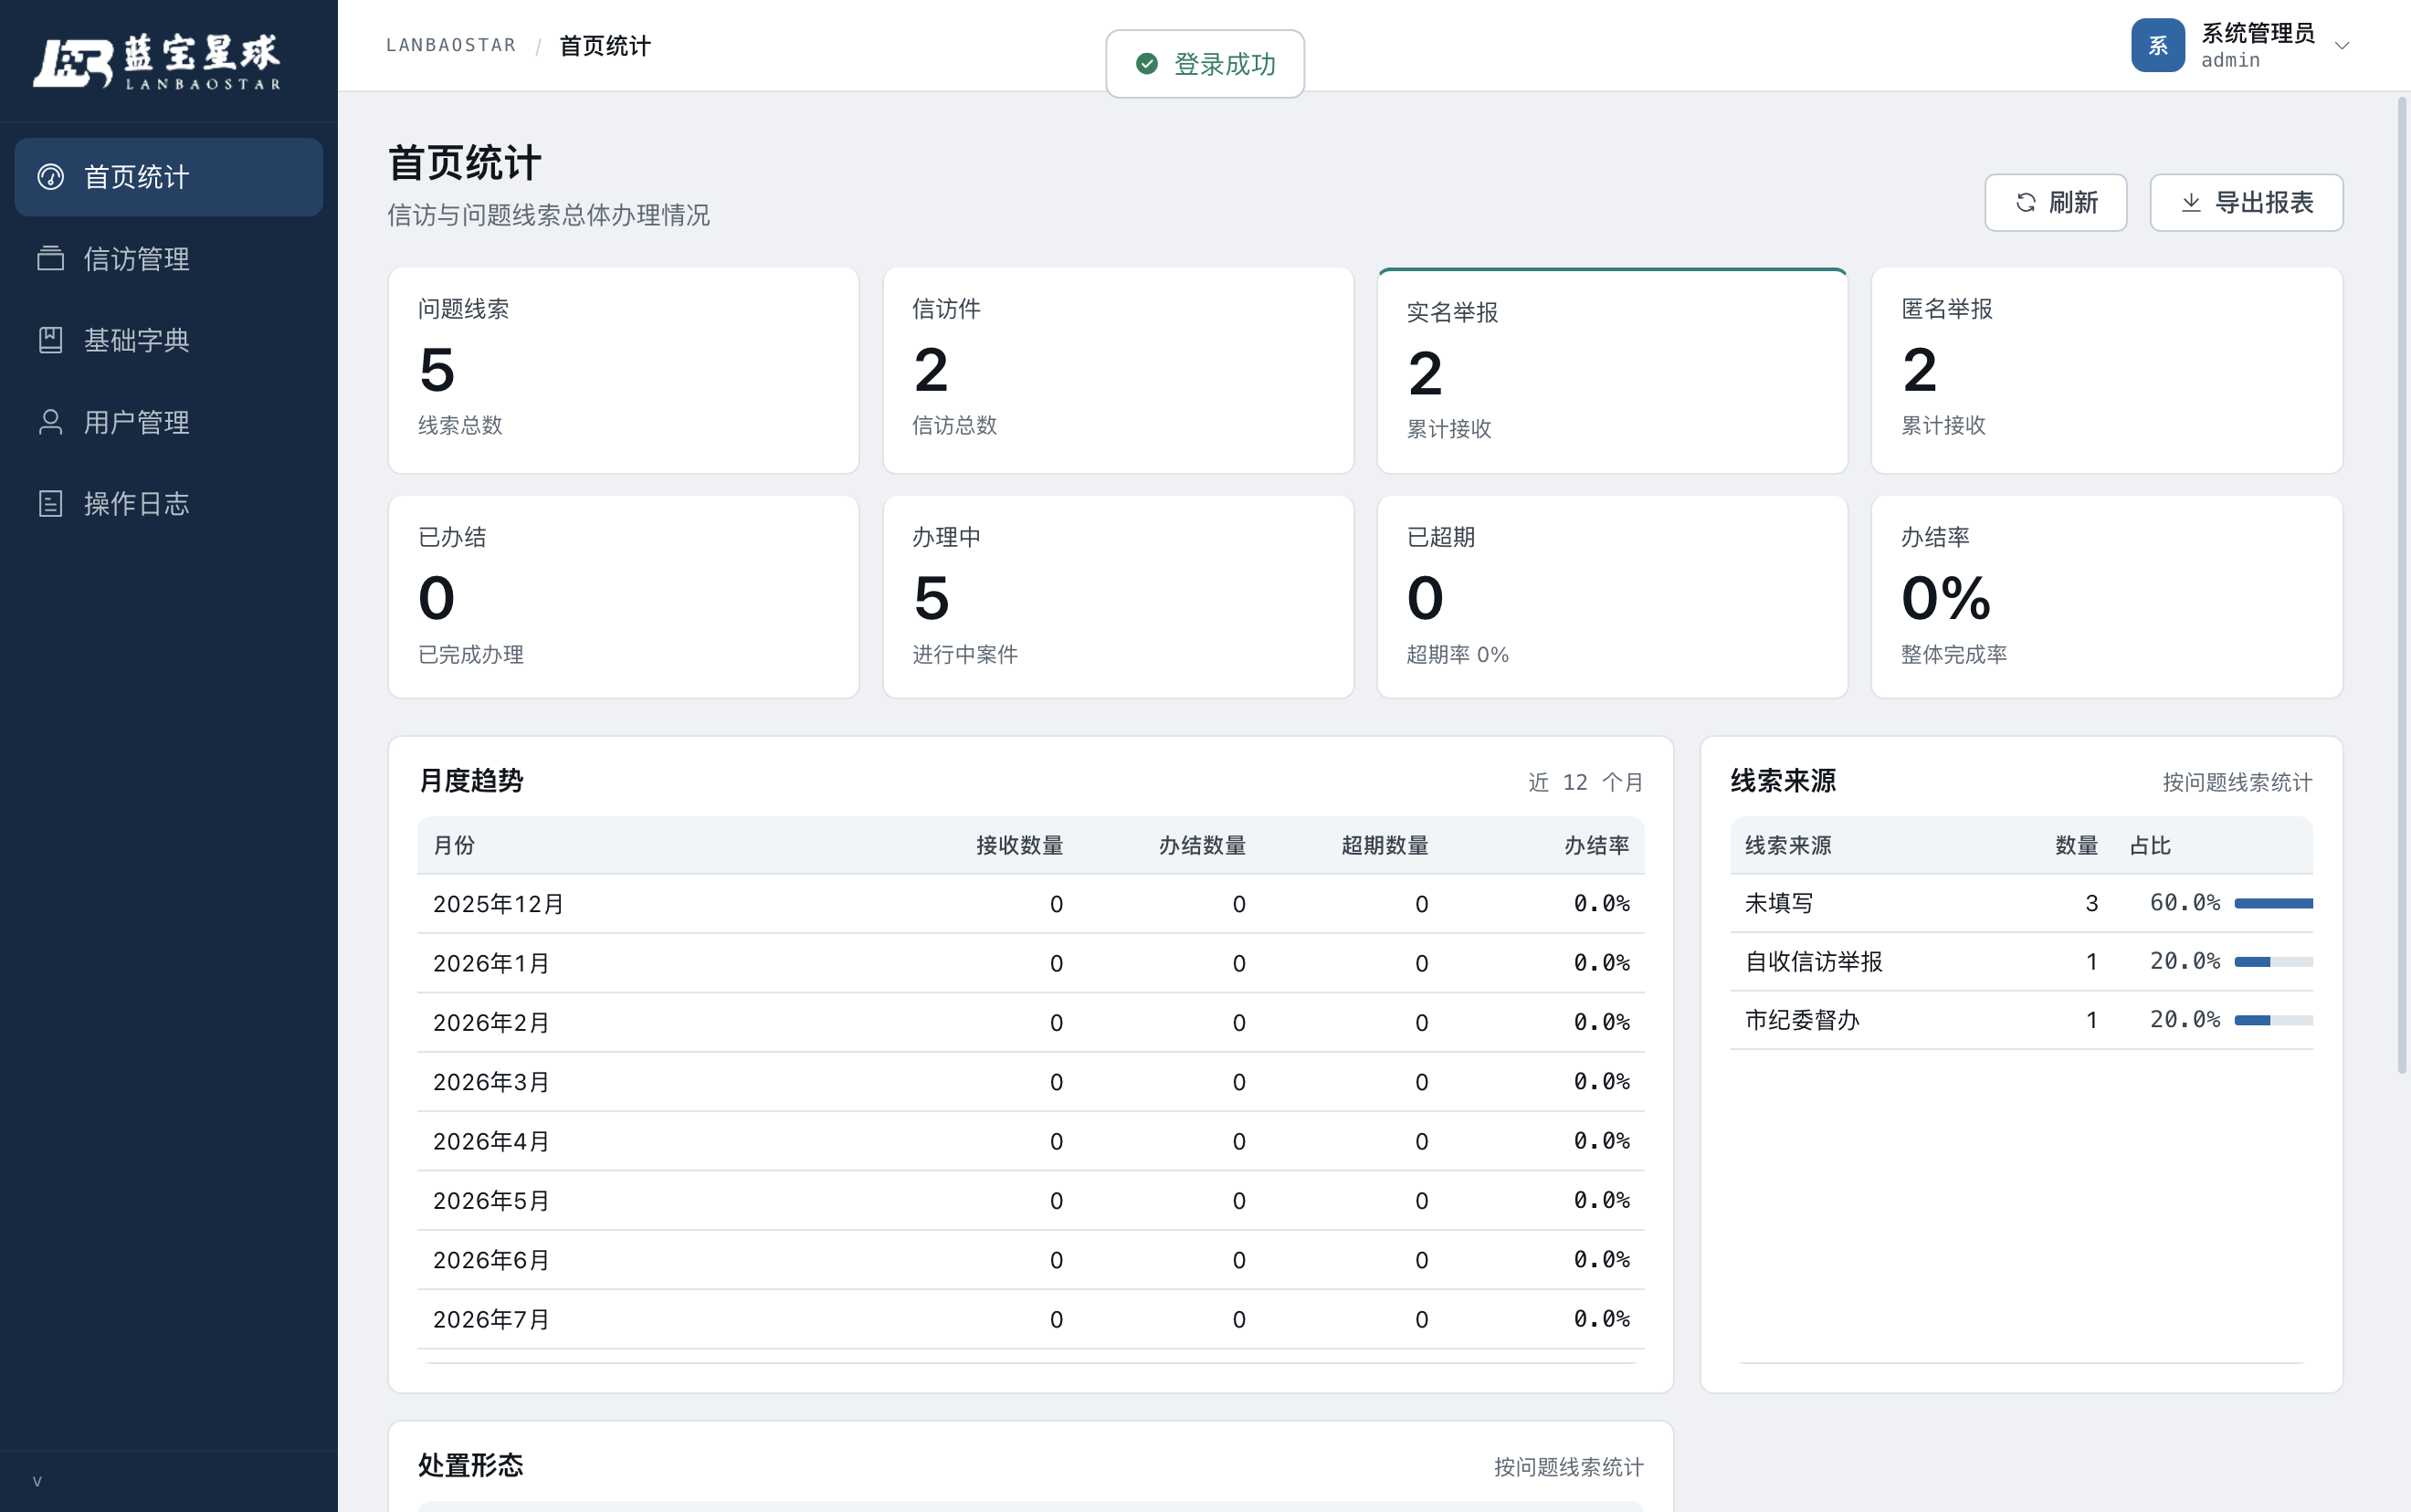 蓝宝星球
LANBAOSTAR
首页统计
信访管理
基础字典
用户管理
操作日志
v
LANBAOSTAR / 首页统计
登录成功
系 系统管理员
admin
首页统计
信访与问题线索总体办理情况
刷新 导出报表
问题线索
5
线索总数
信访件
2
信访总数
实名举报
2
累计接收
匿名举报
2
累计接收
已办结
0
已完成办理
办理中
5
进行中案件
已超期
0
超期率 0%
办结率
0%
整体完成率
月度趋势 近 12 个月
月份 接收数量 办结数量 超期数量 办结率
2025年12月 0 0 0 0.0%
2026年1月 0 0 0 0.0%
2026年2月 0 0 0 0.0%
2026年3月 0 0 0 0.0%
2026年4月 0 0 0 0.0%
2026年5月 0 0 0 0.0%
2026年6月 0 0 0 0.0%
2026年7月 0 0 0 0.0%
线索来源 按问题线索统计
线索来源 数量 占比
未填写 3 60.0%
自收信访举报 1 20.0%
市纪委督办 1 20.0%
处置形态 按问题线索统计